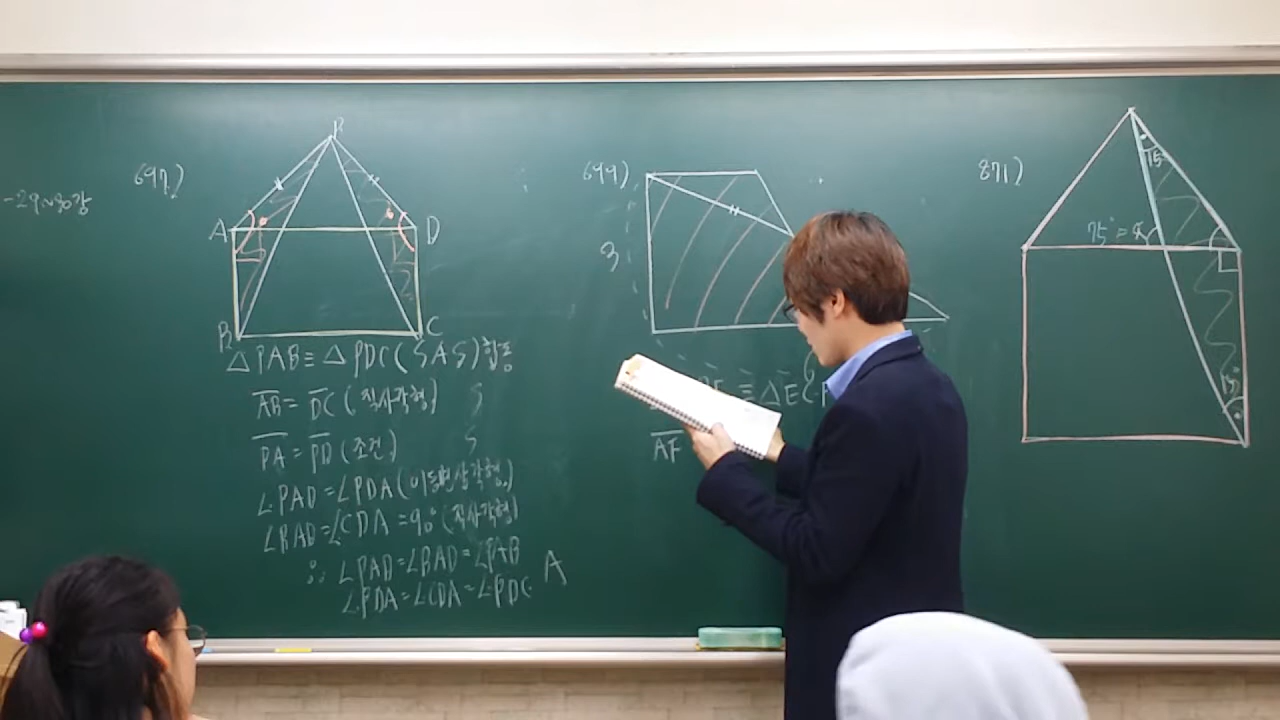 -29~30강
697.)
P
A
D
B
C
△PAB≡△PDC(SAS)합동
AB=DC(직사각형) S
PA=PD(조건) S
∠PAD=∠PDA(이등변삼각형)
∠BAD=∠CDA=90°(직사각형)
∴ ∠PAD=∠BAD=∠PAB
∠PDA=∠CDA=∠PDC A
699)
3
≡△EC
AF
871)
15°
75°=x
15°